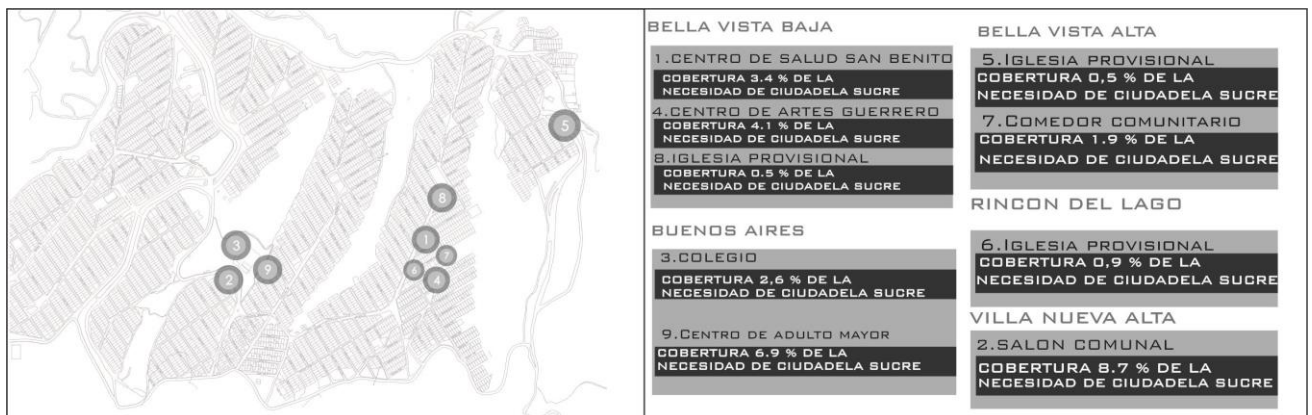 5
8
3
1
7
9
6
2
4
BELLA VISTA BAJA
1.CENTRO DE SALUD SAN BENITO
COBERTURA 3.4 % DE LA
NECESIDAD DE CIUDADELA SUCRE
4.CENTRO DE ARTES GUERRERO
COBERTURA 4.1 % DE LA
NECESIDAD DE CIUDADELA SUCRE
8.IGLESIA PROVISIONAL
COBERTURA 0.5 % DE LA
NECESIDAD DE CIUDADELA SUCRE
BUENOS AIRES
3.COLEGIO
COBERTURA 2,6 % DE LA
NECESIDAD DE CIUDADELA SUCRE
9.CENTRO DE ADULTO MAYOR
COBERTURA 6.9 % DE LA
NECESIDAD DE CIUDADELA SUCRE
BELLA VISTA ALTA
5.IGLESIA PROVISIONAL
COBERTURA 0,5 % DE LA
NECESIDAD DE CIUDADELA SUCRE
7.COMEDOR COMUNITARIO
COBERTURA 1.9 % DE LA
NECESIDAD DE CIUDADELA SUCRE
RINCON DEL LAGO
6.IGLESIA PROVISIONAL
COBERTURA 0,9 % DE LA
NECESIDAD DE CIUDADELA SUCRE
VILLA NUEVA ALTA
2.SALON COMUNAL
COBERTURA 8.7 % DE LA
NECESIDAD DE CIUDADELA SUCRE